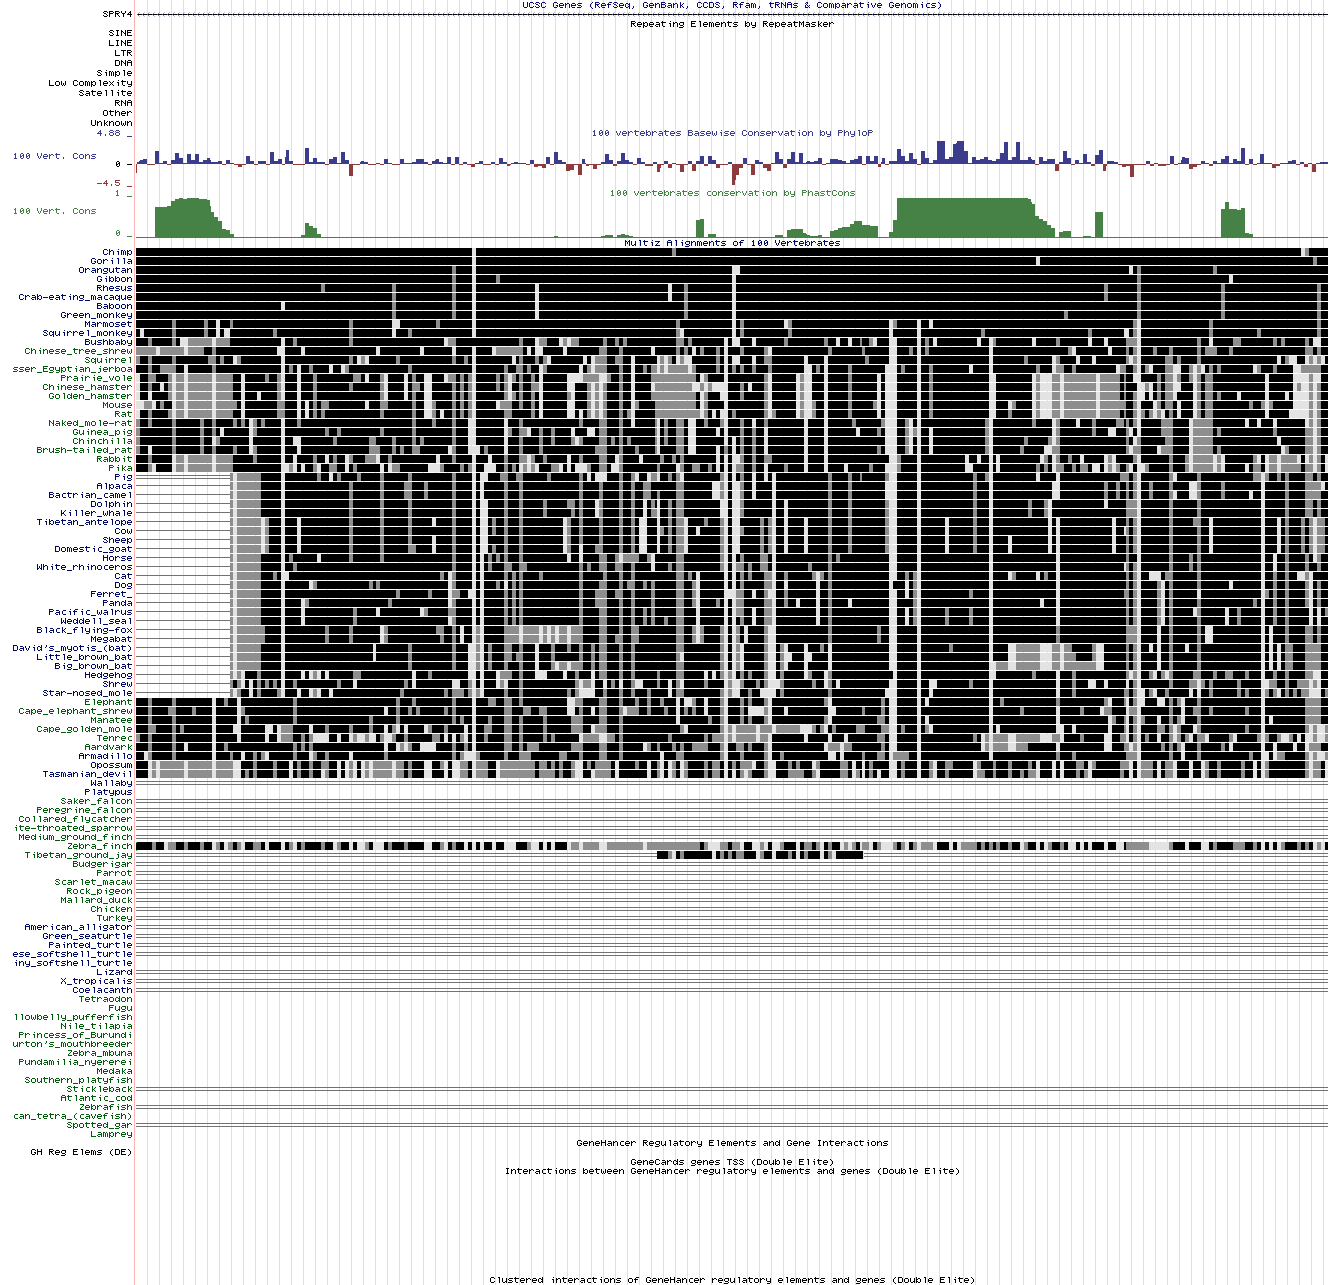 UCSC Genes (RefSeq, GenBank, CCDS, Rfam, tRNAs & Comparative Genomics)
SPRY4
Repeating Elements by RepeatMasker
SINE
LINE
LTR
DNA
Simple
Low Complexity
Satellite
RNA
Other
Unknown
4.88 _
100 vertebrates Basewise Conservation by PhyloP
100 Vert. Cons
0 _
-4.5 _
100 vertebrates conservation by PhastCons
1 _
100 Vert. Cons
0 _
Multiz Alignments of 100 Vertebrates
Chimp
Gorilla
Orangutan
Gibbon
Rhesus
Crab-eating_macaque
Baboon
Green_monkey
Marmoset
Squirrel_monkey
Bushbaby
Chinese_tree_shrew
Squirrel
sser_Egyptian_jerboa
Prairie_vole
Chinese_hamster
Golden_hamster
Mouse
Rat
Naked_mole-rat
Guinea_pig
Chinchilla
Brush-tailed_rat
Rabbit
Pika
Pig
Alpaca
Bactrian_camel
Dolphin
Killer_whale
Tibetan_antelope
Cow
Sheep
Domestic_goat
Horse
White_rhinoceros
Cat
Dog
Ferret_
Panda
Pacific_walrus
Weddell_seal
Black_flying-fox
Megabat
David's_myotis_(bat)
Little_brown_bat
Big_brown_bat
Hedgehog
Shrew
Star-nosed_mole
Elephant
Cape_elephant_shrew
Manatee
Cape_golden_mole
Tenrec
Aardvark
Armadillo
Opossum
Tasmanian_devil
Wallaby
Platypus
Saker_falcon
Peregrine_falcon
Collared_flycatcher
ite-throated_sparrow
Medium_ground_finch
Zebra_finch
Tibetan_ground_jay
Budgerigar
Parrot
Scarlet_macaw
Rock_pigeon
Mallard_duck
Chicken
Turkey
American_alligator
Green_seaturtle
Painted_turtle
ese_softshell_turtle
iny_softshell_turtle
Lizard
X_tropicalis
Coelacanth
Tetraodon
Fugu
llowbelly_pufferfish
Nile_tilapia
Princess_of_Burundi
urton's_mouthbreeder
Zebra_mbuna
Pundamilia_nyererei
Medaka
Southern_platyfish
Stickleback
Atlantic_cod
Zebrafish
can_tetra_(cavefish)
Spotted_gar
Lamprey
GeneHancer Regulatory Elements and Gene Interactions
GH Reg Elems (DE)
GeneCards genes TSS (Double Elite)
Interactions between GeneHancer regulatory elements and genes (Double Elite)
Clustered interactions of GeneHancer regulatory elements and genes (Double Elite)